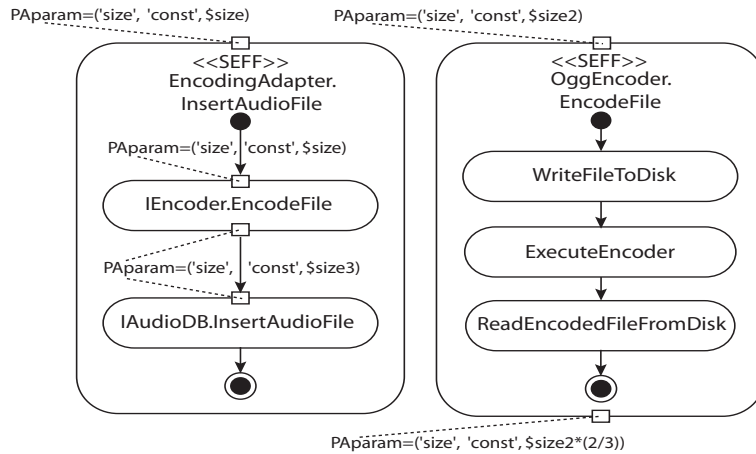 PAparam=('size', 'const', $size)
<<SEFF>>
EncodingAdapter.
InsertAudioFile
PAparam=('size', 'const', $size)
IEncoder.EncodeFile
PAparam=('size', 'const', $size3)
IAudioDB.InsertAudioFile
PAparam=('size', 'const', $size2)
<<SEFF>>
OggEncoder.
EncodeFile
WriteFileToDisk
ExecuteEncoder
ReadEncodedFileFromDisk
PAparam=('size', 'const', $size2*(2/3))